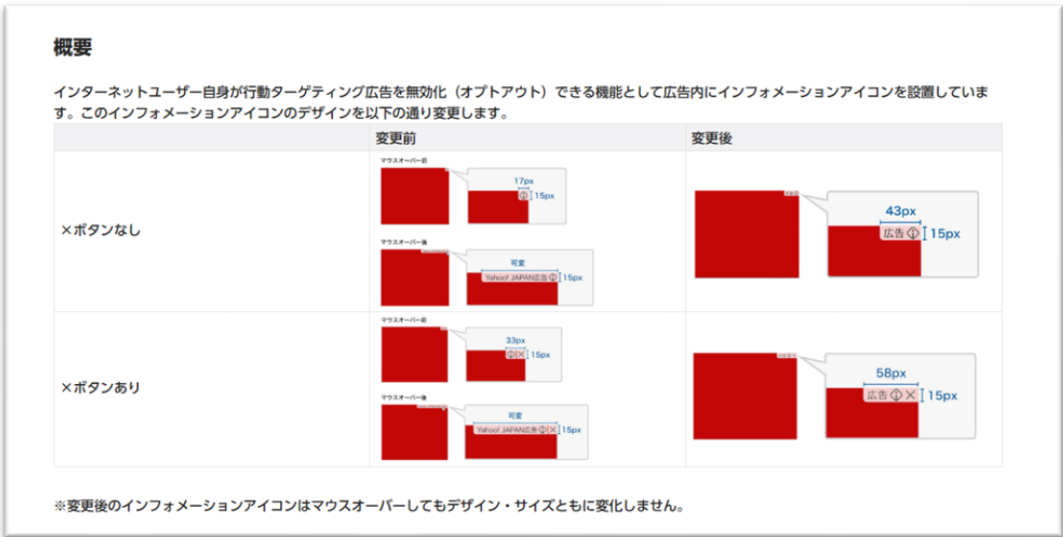 概要
インターネットユーザー自身が行動ターゲティング広告を無効化（オプトアウト）できる機能として広告内にインフォメーションアイコンを設置していま
す。このインフォメーションアイコンのデザインを以下の通り変更します。
変更前
変更後
×ボタンなし
マウスオーバー前
17px
15px
マウスオーバー後
可変
Yahoo! JAPAN広告
15px
43px
広告
15px
×ボタンあり
マウスオーバー前
33px
15px
マウスオーバー後
可変
Yahoo! JAPAN広告
15px
58px
広告
15px
※変更後のインフォメーションアイコンはマウスオーバーしてもデザイン・サイズともに変化しません。